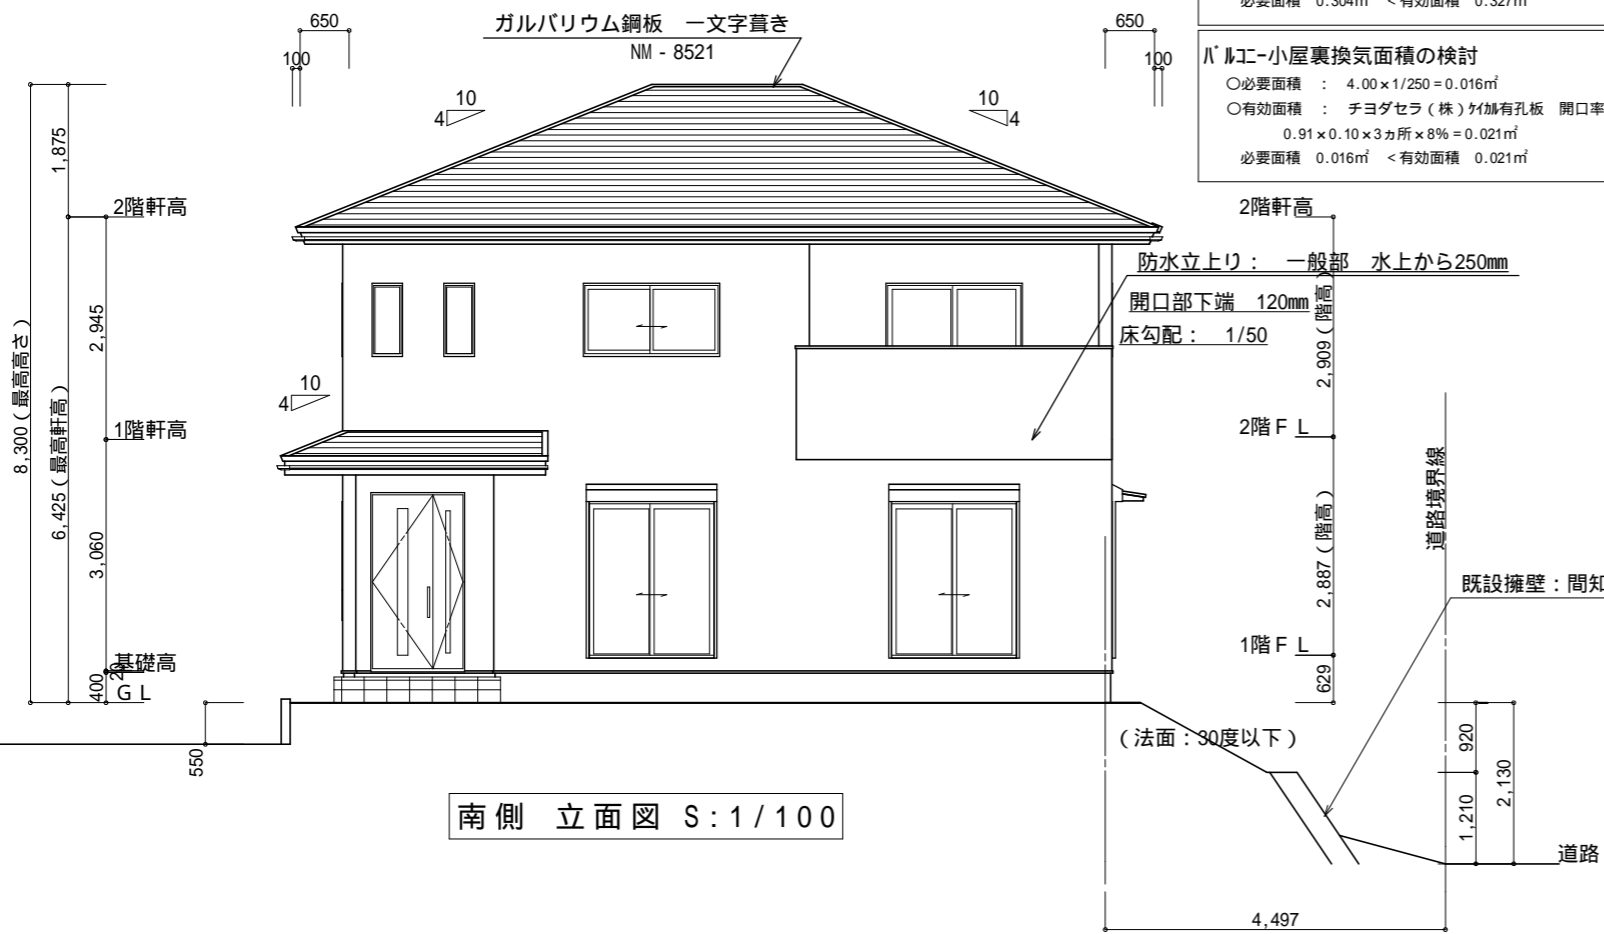 必要面積 0.304㎡ ＜有効面積 0.327㎡
ﾊﾞﾙｺﾆｰ小屋裏換気面積の検討
○必要面積 ： 4.00×1/250＝0.016㎡
○有効面積 ： チヨダセラ（株）ｹｲｶﾙ有孔板 開口率
0.91×0.10×3ヵ所×8%＝0.021㎡
必要面積 0.016㎡ ＜有効面積 0.021㎡
ガルバリウム鋼板 一文字葺き
NM - 8521
650
100
650
100
10
4
10
4
10
4
1,875
2,945
3,060
400
20
8,300（最高高さ）
6,425（最高軒高）
2階軒高
1階軒高
基礎高
ＧＬ
550
2階軒高
防水立上り： 一般部 水上から250㎜
開口部下端 120㎜
床勾配： 1/50
2,909（階高）
2階ＦＬ
2,887（階高）
1階ＦＬ
629
道路境界線
既設擁壁：間知
（法面：30度以下）
920
1,210
2,130
道路
4,497
南側 立面図 S:1/100